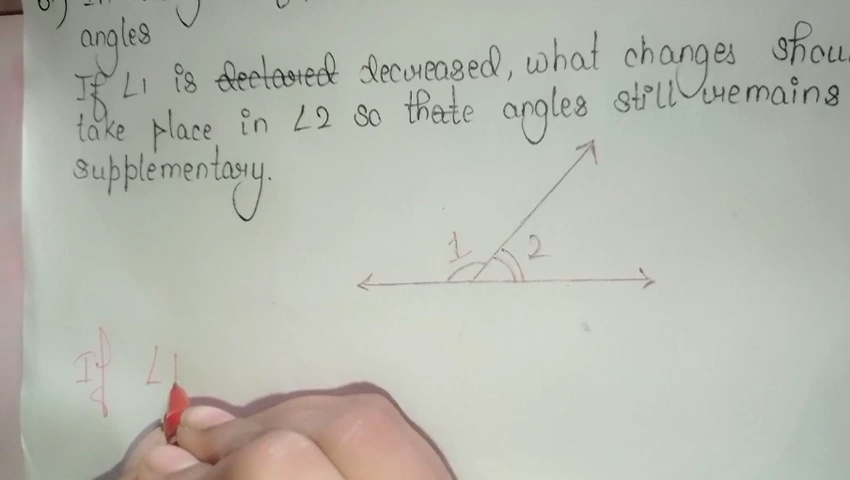 angles
If ∠1 is declared decreased, what changes shou
take place in ∠2 so thate angles still remains
supplementary.
1 2
If ∠1